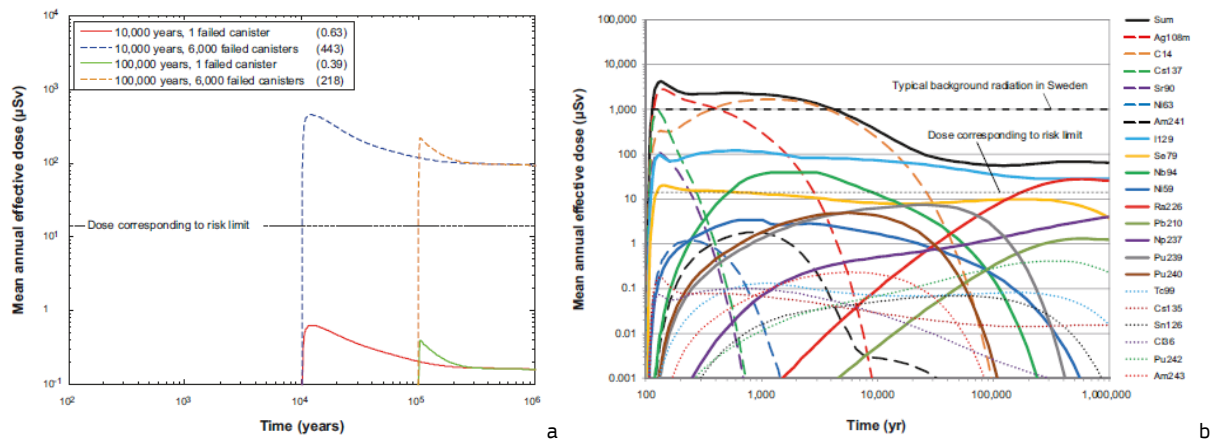 10,000 years, 1 failed canister (0.63)
10,000 years, 6,000 failed canisters (443)
100,000 years, 1 failed canister (0.39)
100,000 years, 6,000 failed canisters (218)
Mean annual effective dose (µSv)
10⁴
10³
10²
10¹
1
10⁻¹
Dose corresponding to risk limit
10² 10³ 10⁴ 10⁵ 10⁶
Time (years)
a
Mean annual effective dose (µSv)
100,000
10,000
1,000
100
10
1
0.1
0.01
0.001
Typical background radiation in Sweden
Dose corresponding to risk limit
100 1,000 10,000 100,000 1,000,000
Time (yr)
Sum
Ag108m
C14
Cs137
Sr90
Ni63
Am241
I129
Se79
Nb94
Ni59
Ra226
Pb210
Np237
Pu239
Pu240
Tc99
Cs135
Sn126
Cl36
Pu242
Am243
b